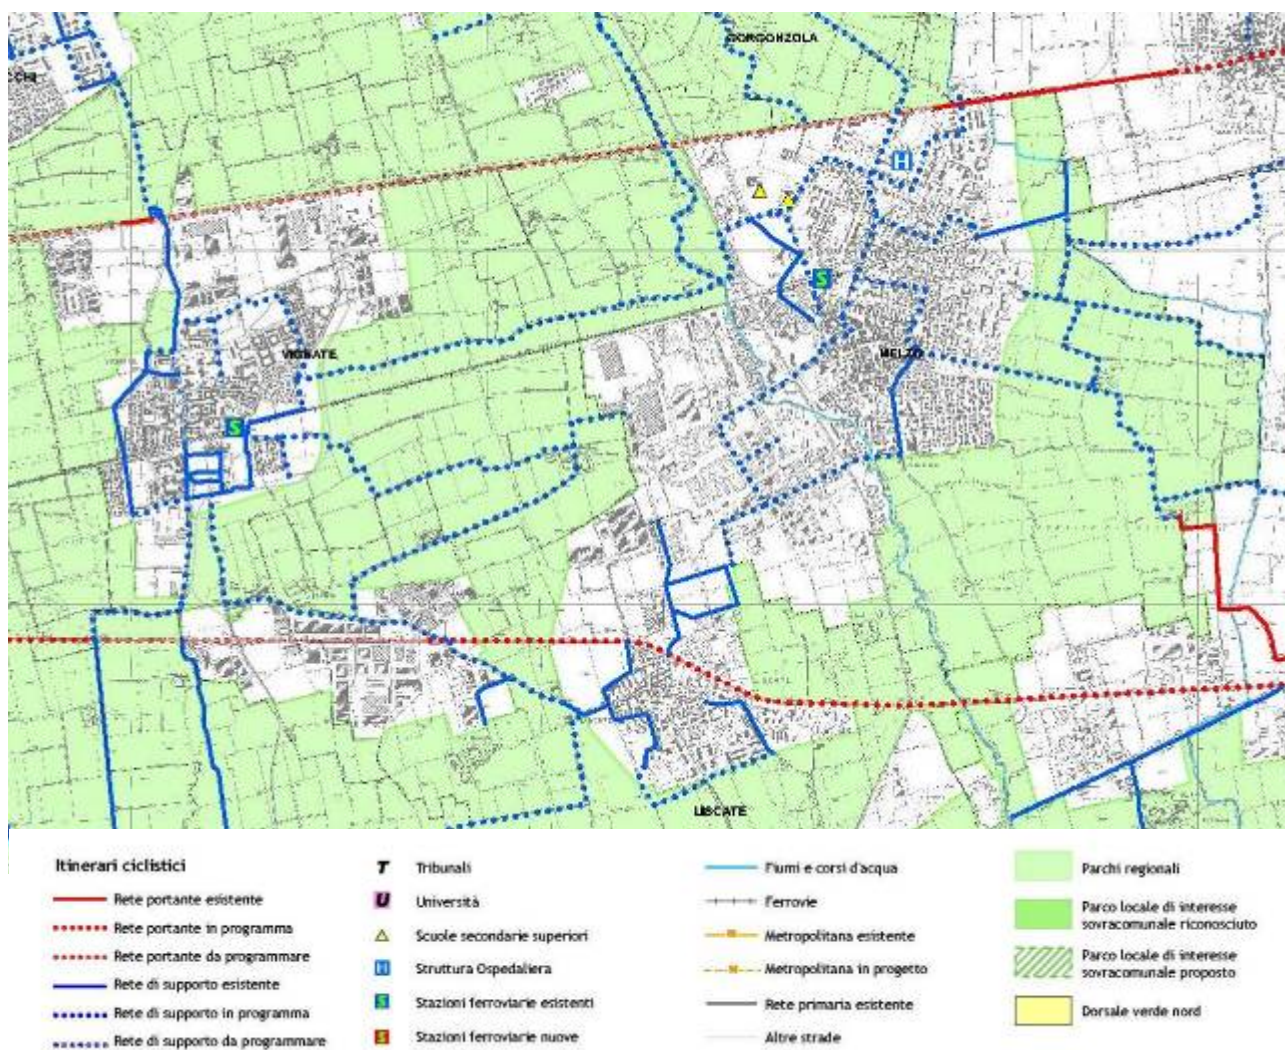 GORGONZOLA
CHI
H
S
VIGNATE
MELZO
S
LISCATE
Itinerari ciclistici
Rete portante esistente
Rete portante in programma
Rete portante da programmare
Rete di supporto esistente
Rete di supporto in programma
Rete di supporto da programmare
T Tribunali
U Università
Scuole secondarie superiori
H Struttura Ospedaliera
S Stazioni ferroviarie esistenti
S Stazioni ferroviarie nuove
Fiumi e corsi d'acqua
Ferrovie
M Metropolitana esistente
M Metropolitana in progetto
Rete primaria esistente
Altre strade
Parchi regionali
Parco locale di interesse
sovracomunale riconosciuto
Parco locale di interesse
sovracomunale proposto
Dorsale verde nord